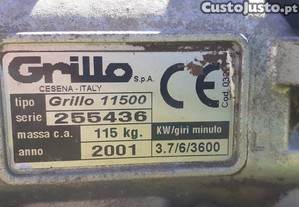 CustoJusto.pt
Grillo S.p.A.
CESENA - ITALY
CE
tipo Grillo 11500
serie 255436
massa c.a. 115 kg. KW/giri minuto
anno 2001 3.7/6/3600